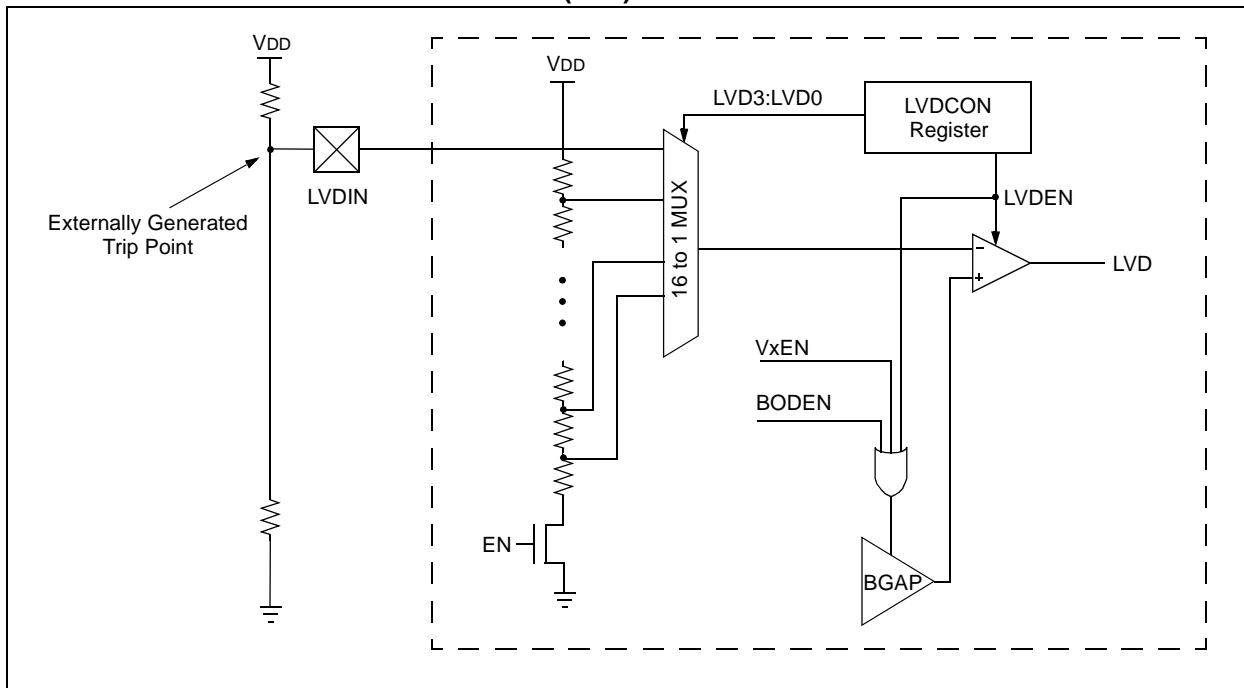 VDD
VDD
LVD3:LVD0
LVDCON
Register
LVDIN
Externally Generated
Trip Point
16 to 1 MUX
LVDEN
-
+
LVD
VxEN
BODEN
EN
BGAP